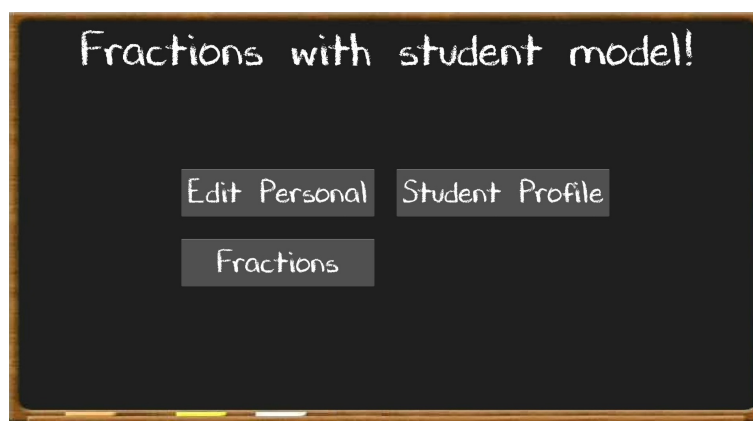 Fractions with student model!
Edit Personal Student Profile
Fractions